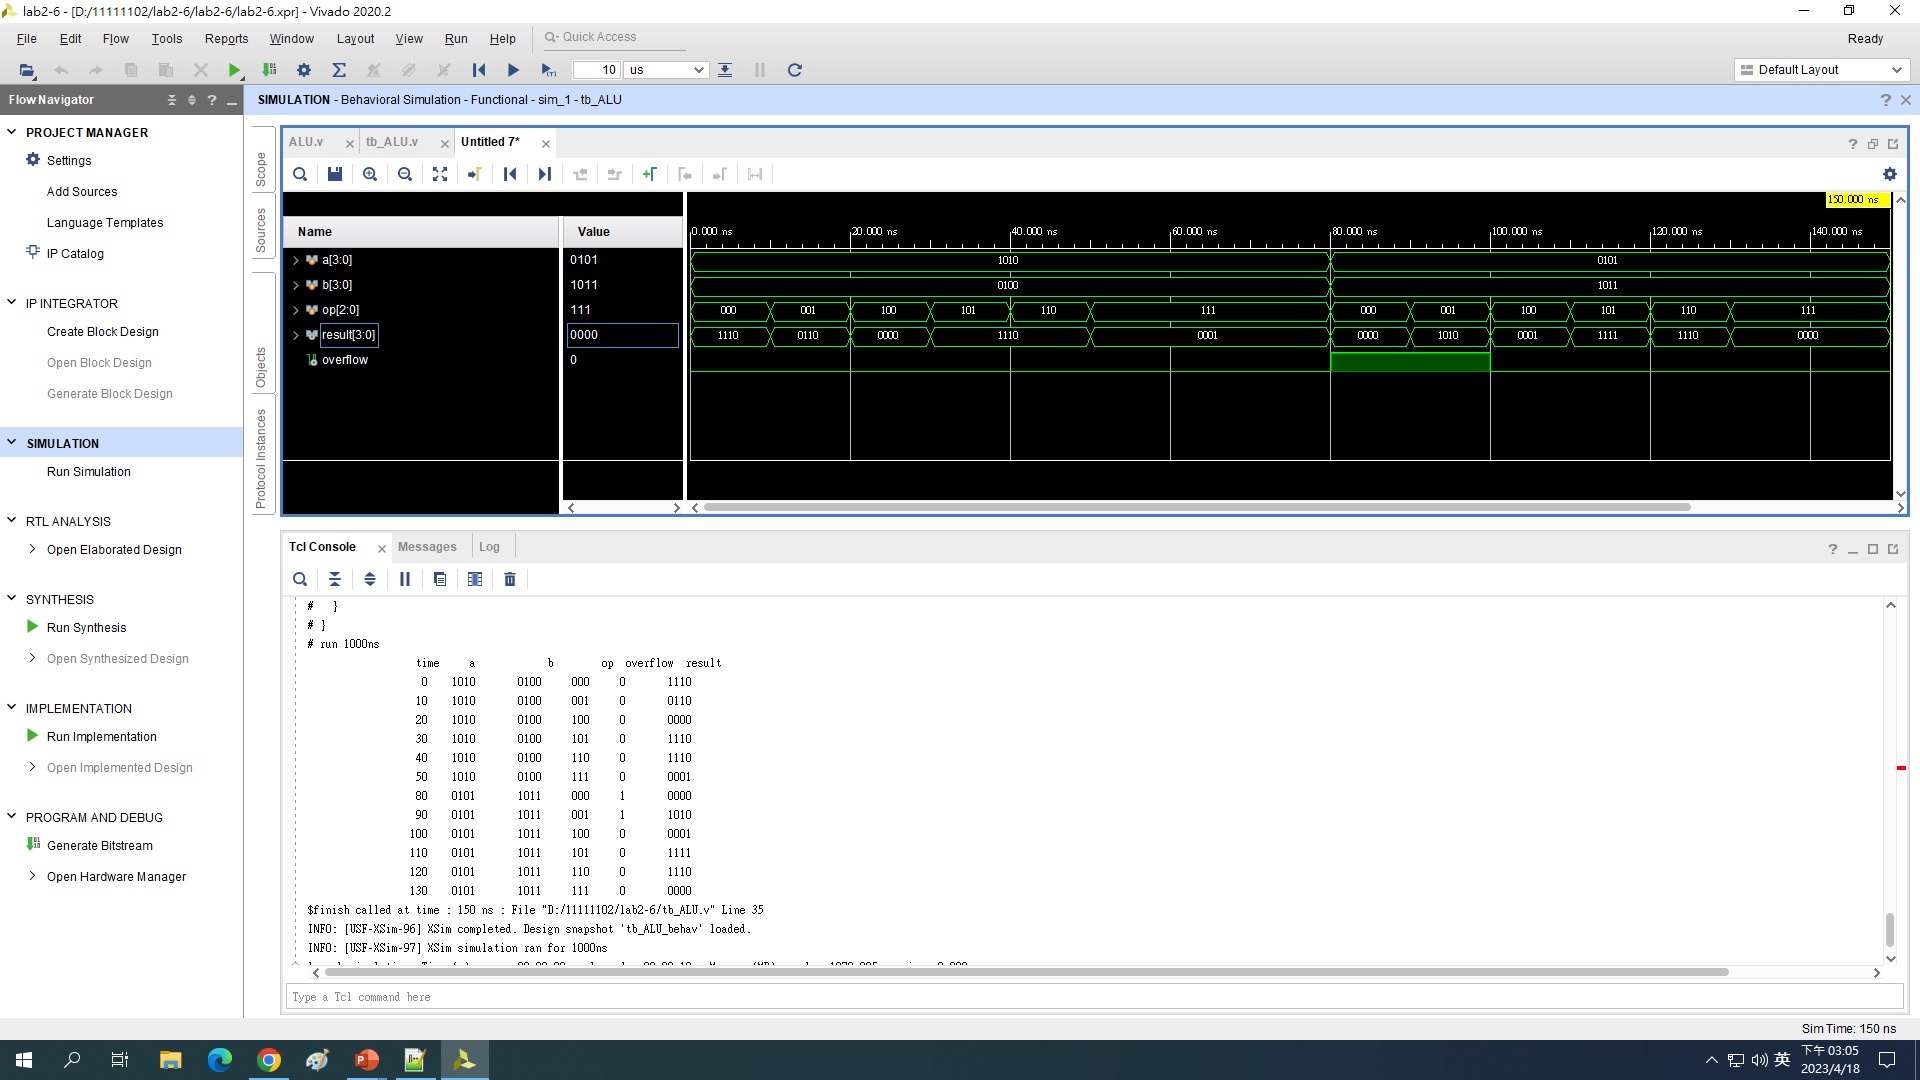 lab2-6 - [D:/11111102/lab2-6/lab2-6/lab2-6.xpr] - Vivado 2020.2
File Edit Flow Tools Reports Window Layout View Run Help Quick Access
Ready
10 us
Default Layout
Flow Navigator
SIMULATION - Behavioral Simulation - Functional - sim_1 - tb_ALU
PROJECT MANAGER
Settings
Add Sources
Language Templates
IP Catalog
IP INTEGRATOR
Create Block Design
Open Block Design
Generate Block Design
SIMULATION
Run Simulation
RTL ANALYSIS
Open Elaborated Design
SYNTHESIS
Run Synthesis
Open Synthesized Design
IMPLEMENTATION
Run Implementation
Open Implemented Design
PROGRAM AND DEBUG
Generate Bitstream
Open Hardware Manager
Scope
Sources
Objects
Protocol Instances
ALU.v tb_ALU.v Untitled 7*
150.000 ns
Name Value 0.000 ns 20.000 ns 40.000 ns 60.000 ns 80.000 ns 100.000 ns 120.000 ns 140.000 ns
a[3:0] 0101 1010 0101
b[3:0] 1011 0100 1011
op[2:0] 111 000 001 100 101 110 111 000 001 100 101 110 111
result[3:0] 0000 1110 0110 0000 1110 0001 0000 1010 0001 1111 1110 0000
overflow 0
Tcl Console Messages Log
# }
# }
# run 1000ns
time a b op overflow result
0 1010 0100 000 0 1110
10 1010 0100 001 0 0110
20 1010 0100 100 0 0000
30 1010 0100 101 0 1110
40 1010 0100 110 0 1110
50 1010 0100 111 0 0001
80 0101 1011 000 1 0000
90 0101 1011 001 1 1010
100 0101 1011 100 0 0001
110 0101 1011 101 0 1111
120 0101 1011 110 0 1110
130 0101 1011 111 0 0000
$finish called at time : 150 ns : File "D:/11111102/lab2-6/tb_ALU.v" Line 35
INFO: [USF-XSim-96] XSim completed. Design snapshot 'tb_ALU_behav' loaded.
INFO: [USF-XSim-97] XSim simulation ran for 1000ns
Type a Tcl command here
Sim Time: 150 ns
英
下午 03:05
2023/4/18